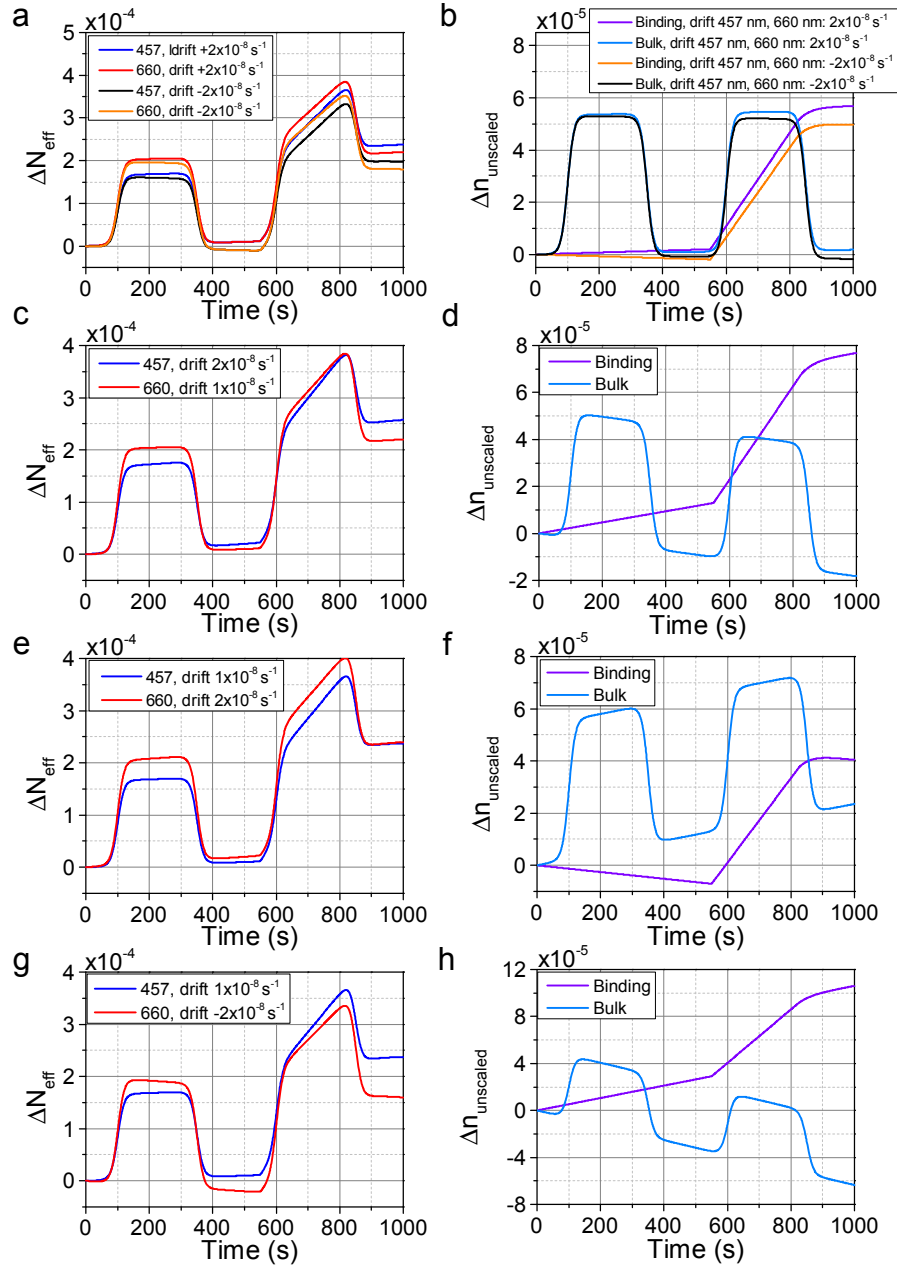 a
x10⁻⁴
457, ldrift +2x10⁻⁸ s⁻¹
660, drift +2x10⁻⁸ s⁻¹
457, drift -2x10⁻⁸ s⁻¹
660, drift -2x10⁻⁸ s⁻¹
5
4
3
2
1
0
ΔN_eff
0 200 400 600 800 1000
Time (s)
b
x10⁻⁵
Binding, drift 457 nm, 660 nm: 2x10⁻⁸ s⁻¹
Bulk, drift 457 nm, 660 nm: 2x10⁻⁸ s⁻¹
Binding, drift 457 nm, 660 nm: -2x10⁻⁸ s⁻¹
Bulk, drift 457 nm, 660 nm: -2x10⁻⁸ s⁻¹
8
6
4
2
0
Δn_unscaled
0 200 400 600 800 1000
Time (s)
c
x10⁻⁴
457, drift 2x10⁻⁸ s⁻¹
660, drift 1x10⁻⁸ s⁻¹
4
3
2
1
0
ΔN_eff
0 200 400 600 800 1000
Time (s)
d
x10⁻⁵
Binding
Bulk
8
6
4
2
0
-2
Δn_unscaled
0 200 400 600 800 1000
Time (s)
e
x10⁻⁴
457, drift 1x10⁻⁸ s⁻¹
660, drift 2x10⁻⁸ s⁻¹
4
3
2
1
0
ΔN_eff
0 200 400 600 800 1000
Time (s)
f
x10⁻⁵
Binding
Bulk
8
6
4
2
0
Δn_unscaled
0 200 400 600 800 1000
Time (s)
g
x10⁻⁴
457, drift 1x10⁻⁸ s⁻¹
660, drift -2x10⁻⁸ s⁻¹
5
4
3
2
1
0
ΔN_eff
0 200 400 600 800 1000
Time (s)
h
x10⁻⁵
Binding
Bulk
12
8
4
0
-4
-8
Δn_unscaled
0 200 400 600 800 1000
Time (s)